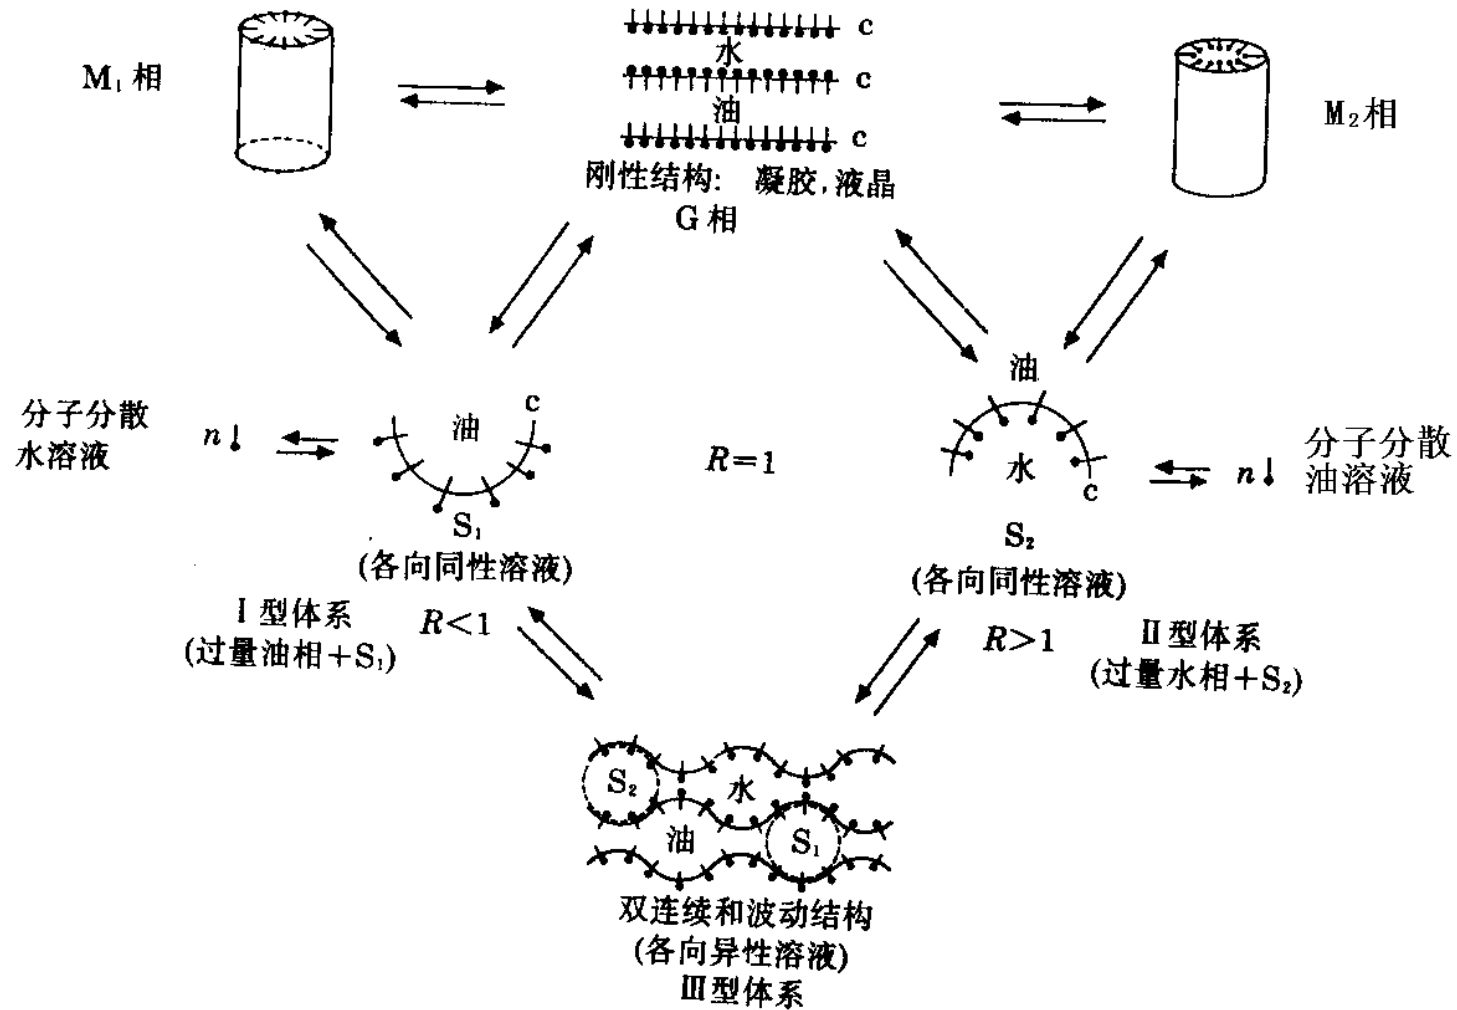 M₁相
c
水
c
油
c
刚性结构： 凝胶,液晶
G相
M₂相
分子分散
水溶液
n
油
c
S₁
(各向同性溶液)
R=1
油
水
c
S₂
(各向同性溶液)
n
分子分散
油溶液
Ⅰ型体系
(过量油相+S₁)
R<1
R>1
Ⅱ型体系
(过量水相+S₂)
S₂
水
油
S₁
双连续和波动结构
(各向异性溶液)
Ⅲ型体系